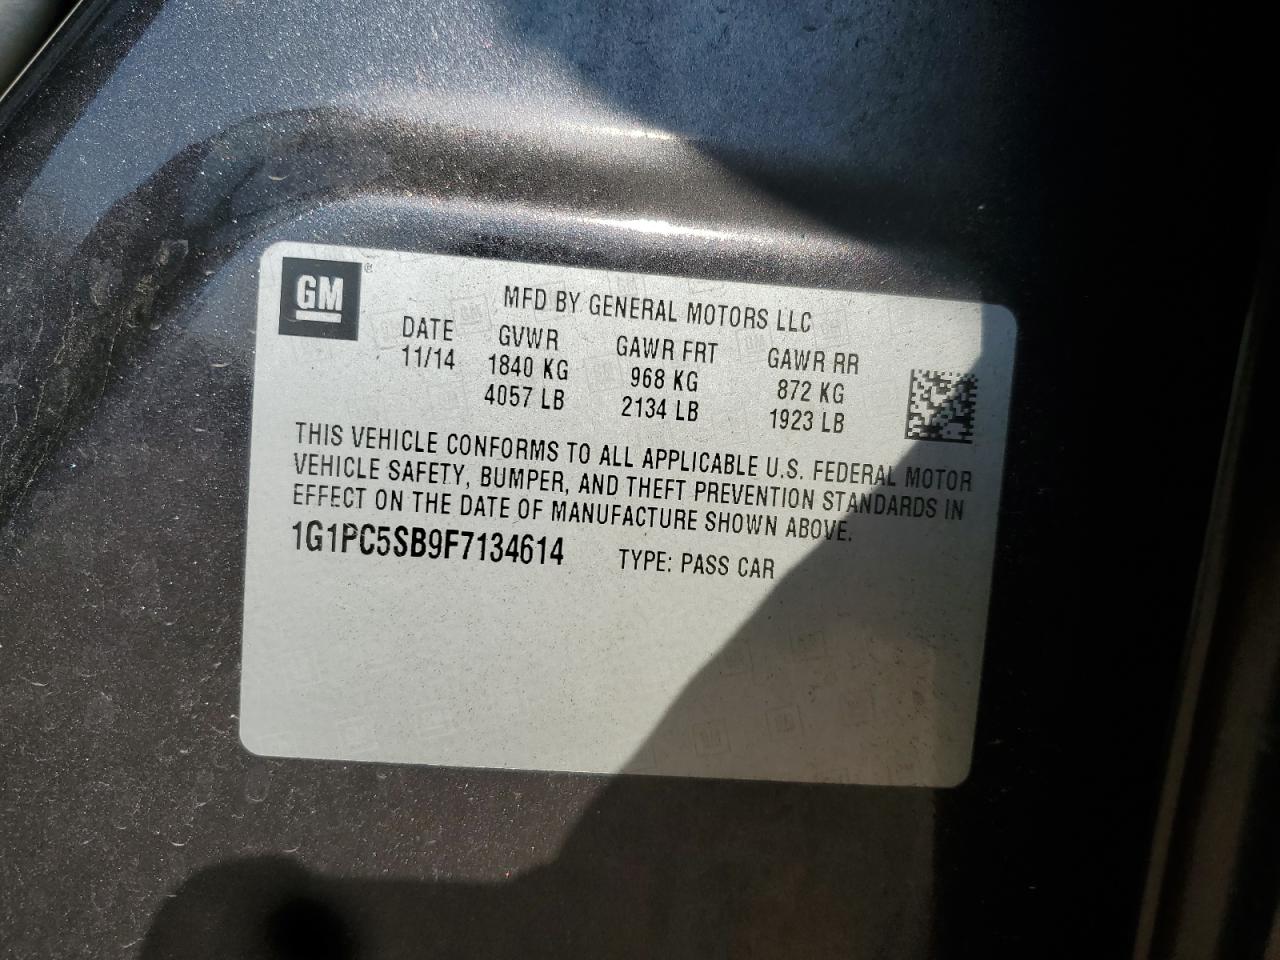 GM ®
MFD BY GENERAL MOTORS LLC
DATE GVWR GAWR FRT GAWR RR
11/14 1840 KG 968 KG 872 KG
4057 LB 2134 LB 1923 LB
THIS VEHICLE CONFORMS TO ALL APPLICABLE U.S. FEDERAL MOTOR
VEHICLE SAFETY, BUMPER, AND THEFT PREVENTION STANDARDS IN
EFFECT ON THE DATE OF MANUFACTURE SHOWN ABOVE.
1G1PC5SB9F7134614 TYPE: PASS CAR